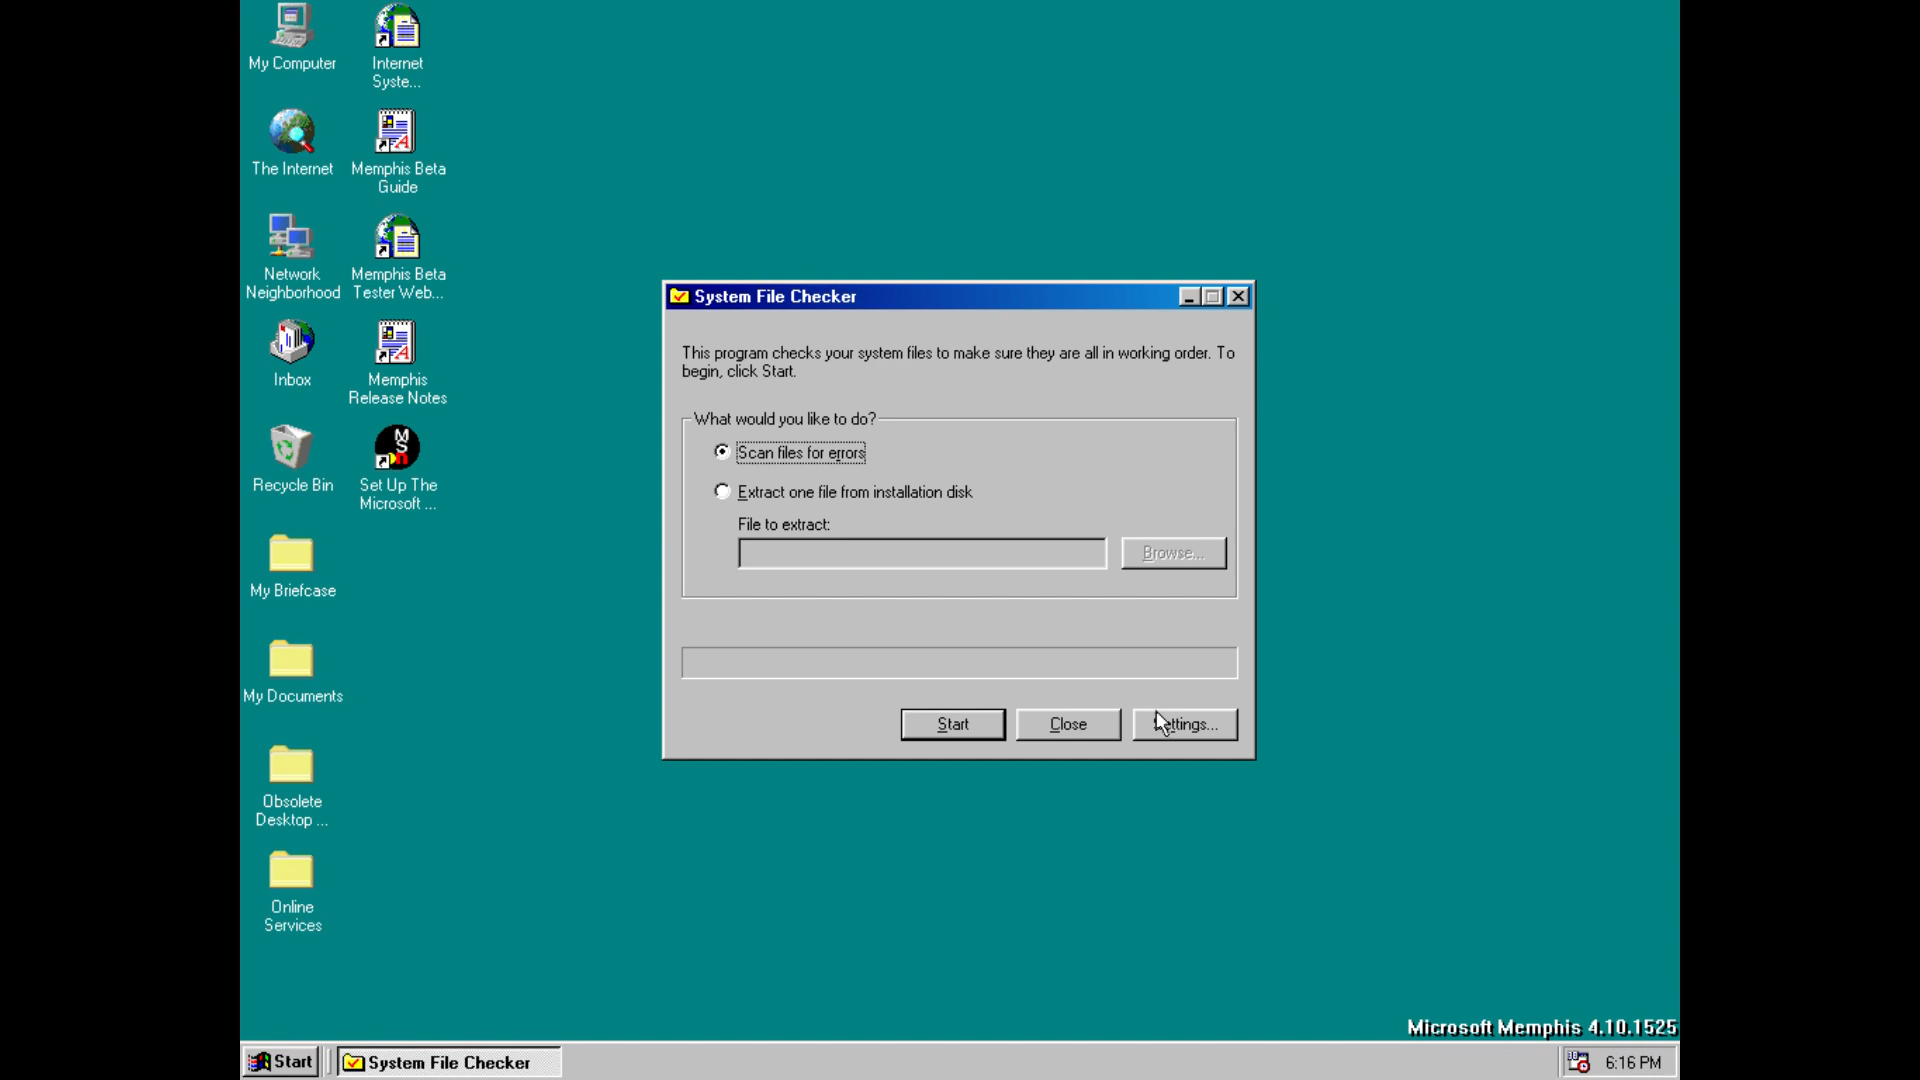 My Computer
Internet
Syste...
The Internet
Memphis Beta
Guide
Network
Neighborhood
Memphis Beta
Tester Web...
Inbox
Memphis
Release Notes
Recycle Bin
MSn
Set Up The
Microsoft ...
My Briefcase
My Documents
Obsolete
Desktop ...
Online
Services
System File Checker
This program checks your system files to make sure they are all in working order. To
begin, click Start.
What would you like to do?
Scan files for errors
Extract one file from installation disk
File to extract:
Browse...
Start
Close
ettings...
Microsoft Memphis 4.10.1525
Start
System File Checker
6:16 PM